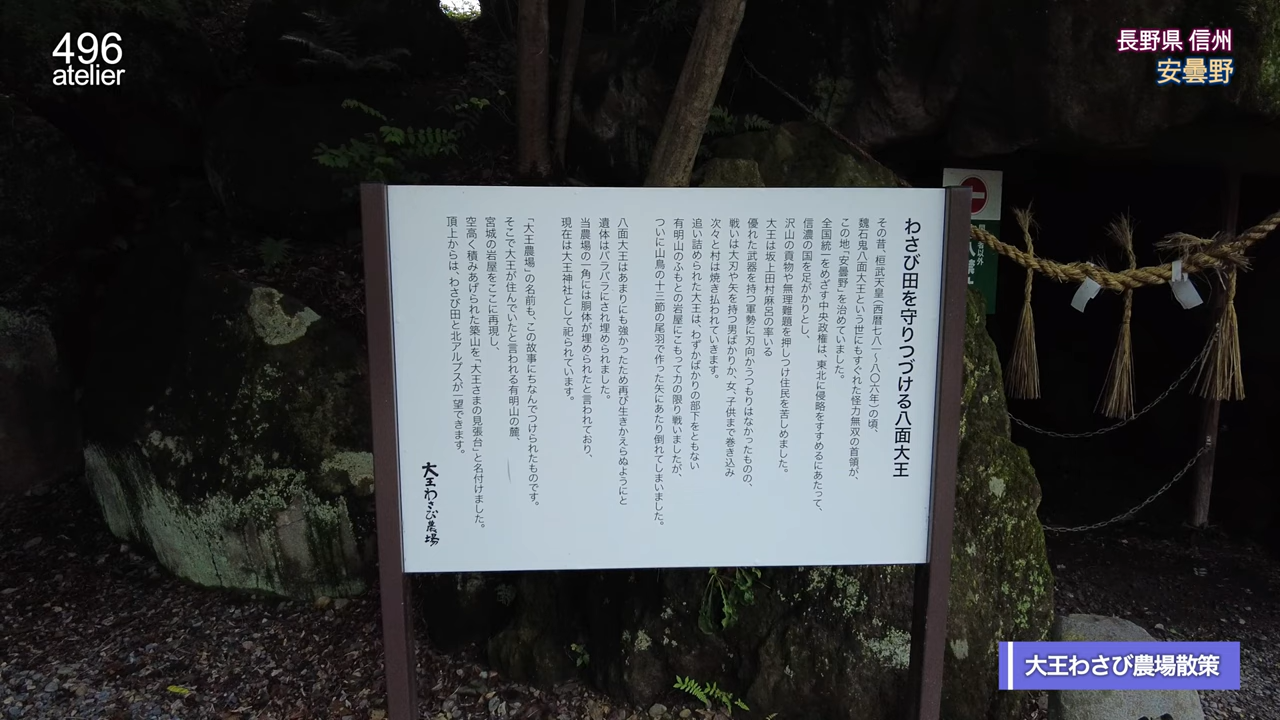 496
atelier
長野県 信州
安曇野
わさび田を守りつづける八面大王
その昔、桓武天皇(西暦七八一〜八〇六年)の頃、
魏石鬼八面大王という世にもすぐれた怪力無双の首領が、
この地「安曇野」を治めていました。
全国統一をめざす中央政権は、東北に侵略をすすめるにあたって、
信濃の国を足がかりとし、
沢山の貢物や無理難題を押しつけ住民を苦しめました。
大王は坂上田村麻呂の率いる
優れた武器を持つ軍勢に刃向かうつもりはなかったものの、
戦いは大刃や矢を持つ男ばかりか、女、子供まで巻き込み
次々と村は焼き払われていきます。
追い詰められた大王は、わずかばかりの部下をともない
有明山のふもとの岩屋にこもって力の限り戦いましたが、
ついに山鳥の十三節の尾羽で作った矢にあたり倒れてしまいました。
八面大王はあまりにも強かったため再び生きかえらぬようにと
遺体はバラバラにされ埋められました。
当農場の一角には胴体が埋められたと言われており、
現在は大王神社として祀られています。
「大王農場」の名前も、この故事にちなんでつけられたものです。
そこで大王が住んでいたと言われる有明山の麓、
宮城の岩屋をここに再現し、
空高く積みあげられた築山を「大王さまの見張台」と名付けました。
頂上からは、わさび田と北アルプスが一望できます。
大王わさび農場
大王わさび農場散策